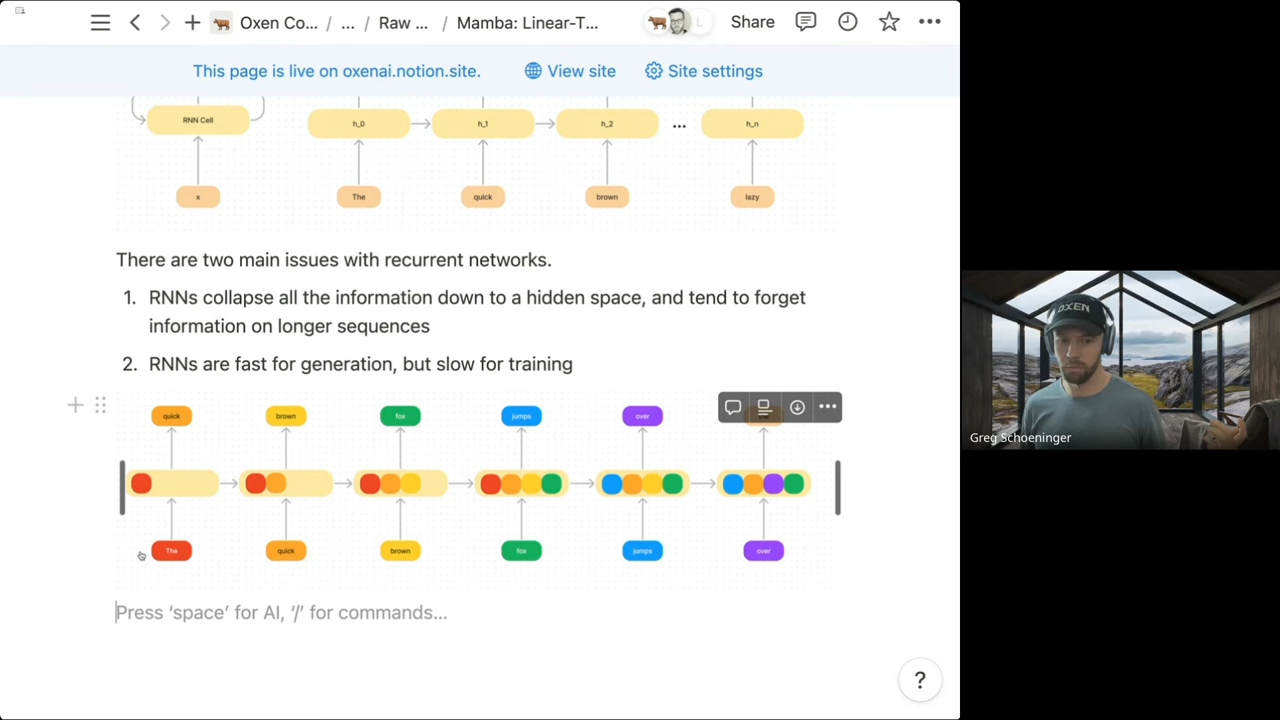 Oxen Co... / ... / Raw ... / Mamba: Linear-T... L Share
This page is live on oxenai.notion.site. View site Site settings
RNN Cell h_0 h_1 h_2 ... h_n
x The quick brown lazy
There are two main issues with recurrent networks.
1. RNNs collapse all the information down to a hidden space, and tend to forget
information on longer sequences
2. RNNs are fast for generation, but slow for training
quick brown fox jumps over
The quick brown fox jumps over
Press ‘space’ for AI, ‘/’ for commands...
?
OXEN
Greg Schoeninger